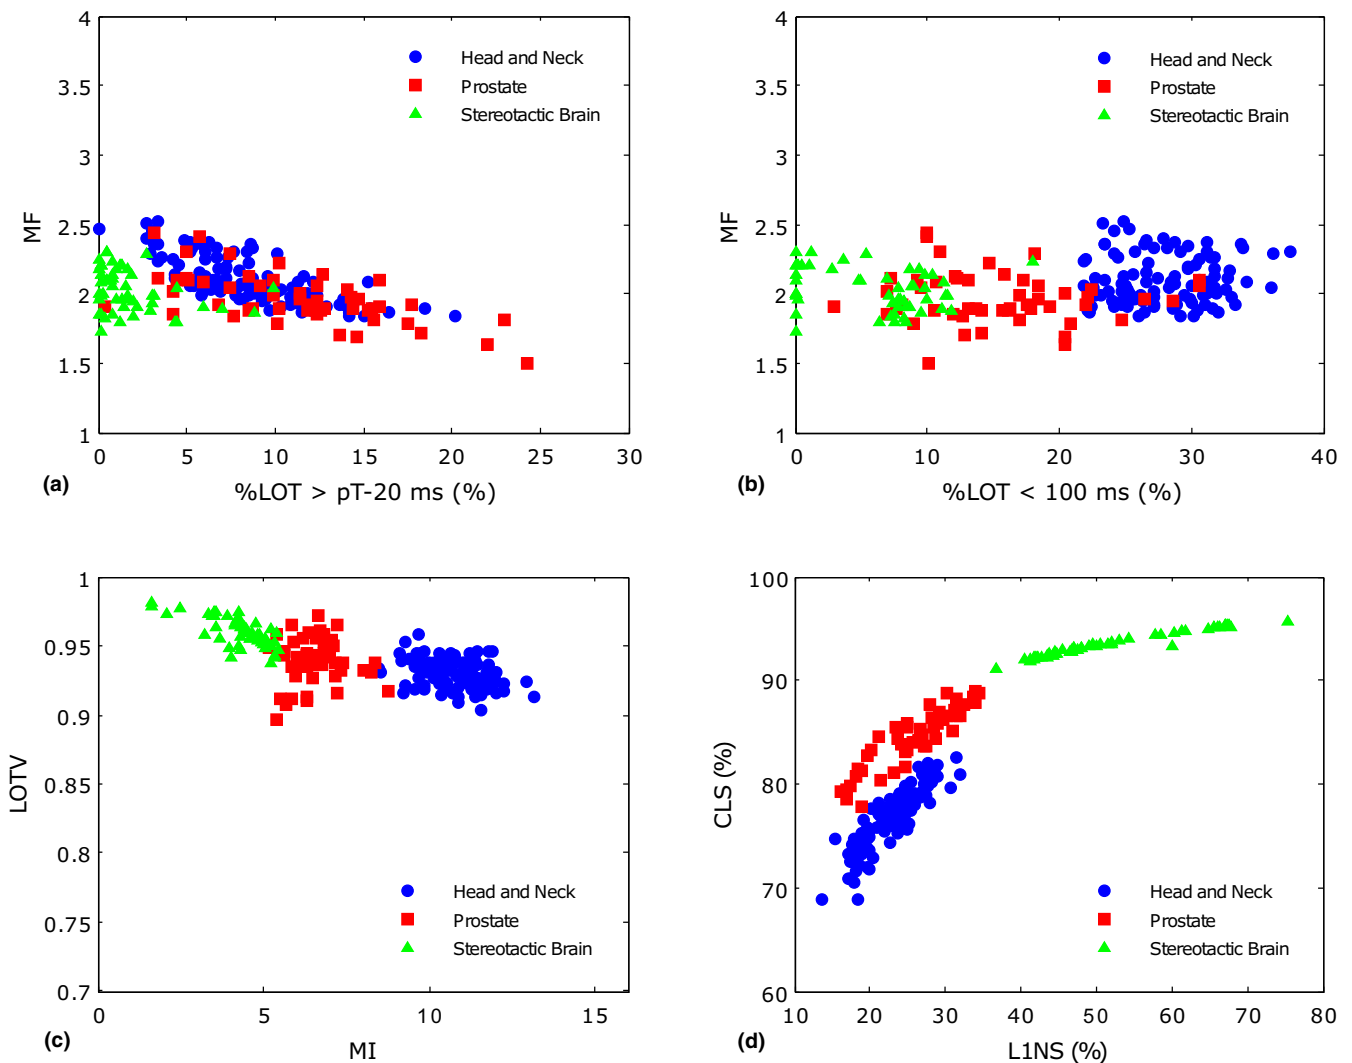 4
3.5
3
2.5
2
1.5
1
MF
Head and Neck
Prostate
Stereotactic Brain
0 5 10 15 20 25 30
(a)
%LOT > pT-20 ms (%)
4
3.5
3
2.5
2
1.5
1
MF
Head and Neck
Prostate
Stereotactic Brain
0 10 20 30 40
(b)
%LOT < 100 ms (%)
1
0.95
0.9
0.85
0.8
0.75
0.7
LOTV
Head and Neck
Prostate
Stereotactic Brain
0 5 10 15
(c)
MI
100
90
80
70
60
CLS (%)
Head and Neck
Prostate
Stereotactic Brain
10 20 30 40 50 60 70 80
(d)
L1NS (%)